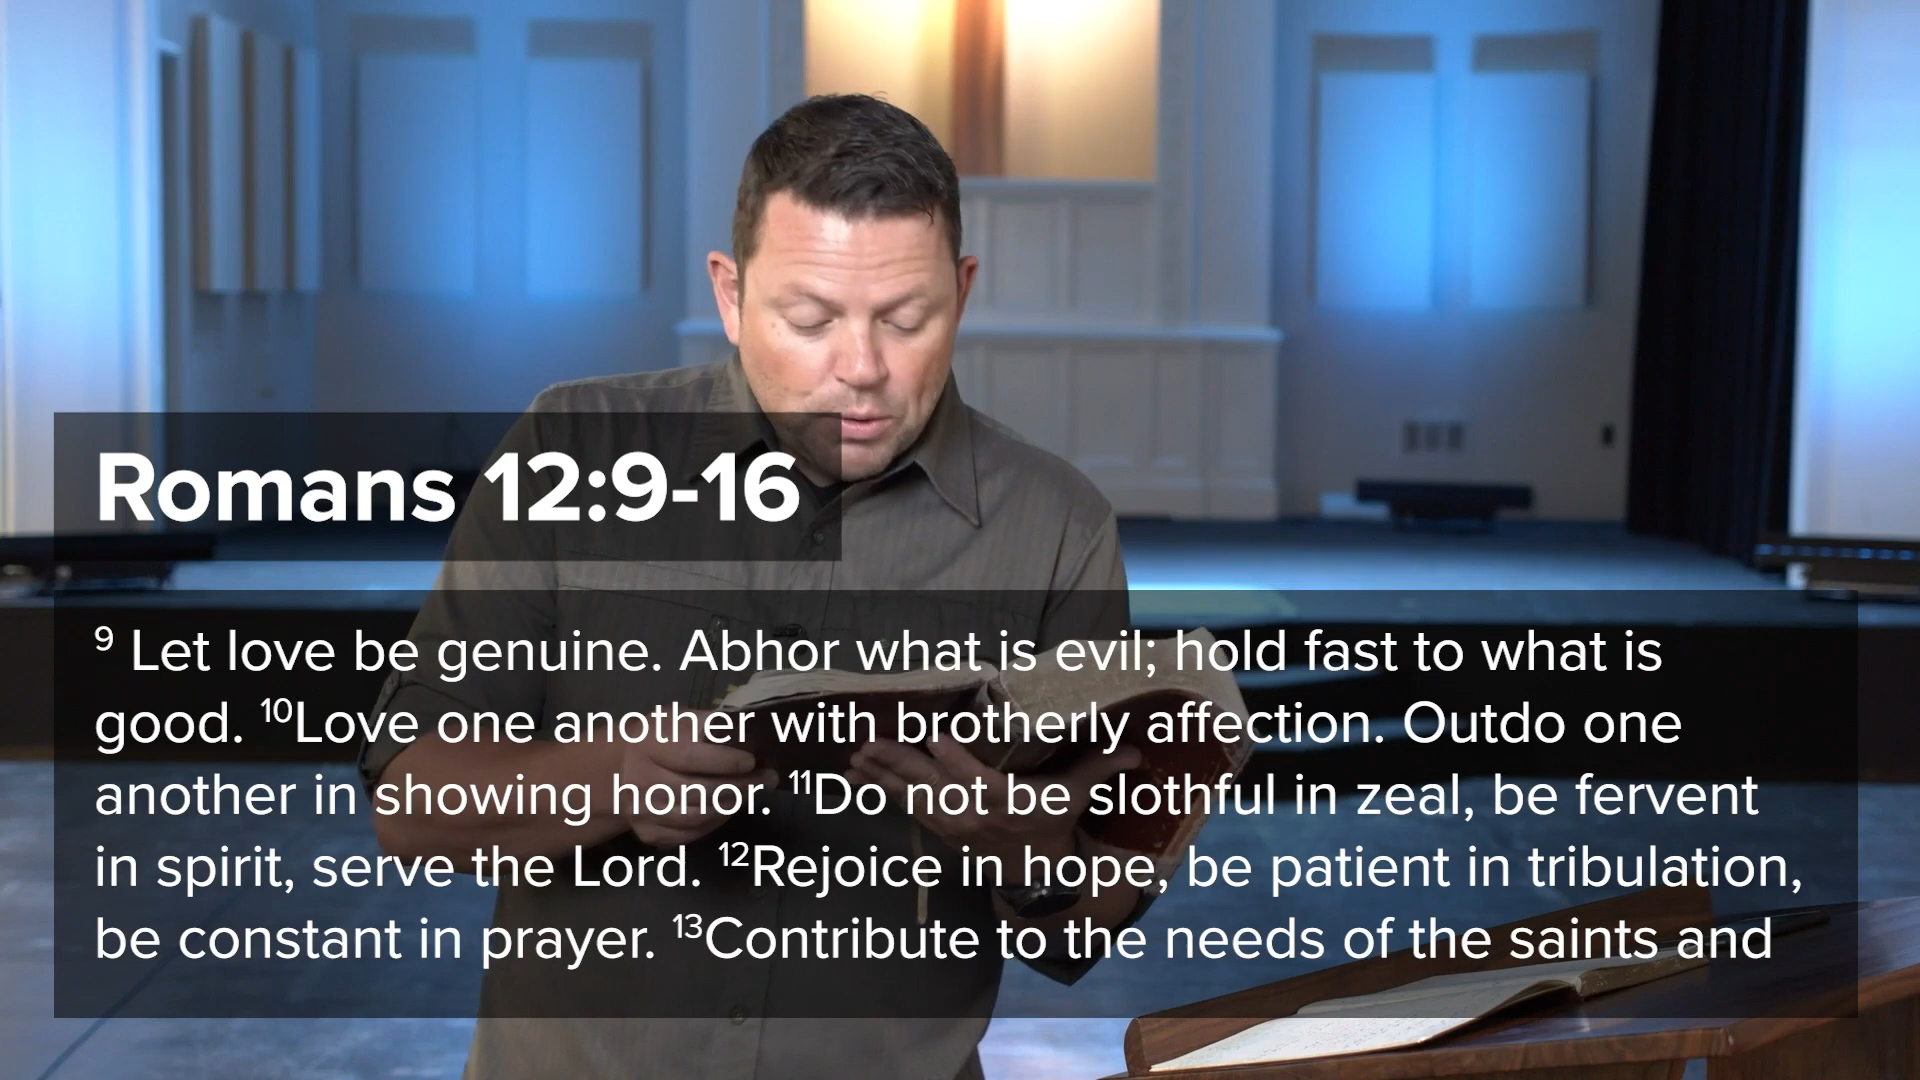 Romans 12:9-16
⁹ Let love be genuine. Abhor what is evil; hold fast to what is
good. ¹⁰Love one another with brotherly affection. Outdo one
another in showing honor. ¹¹Do not be slothful in zeal, be fervent
in spirit, serve the Lord. ¹²Rejoice in hope, be patient in tribulation,
be constant in prayer. ¹³Contribute to the needs of the saints and